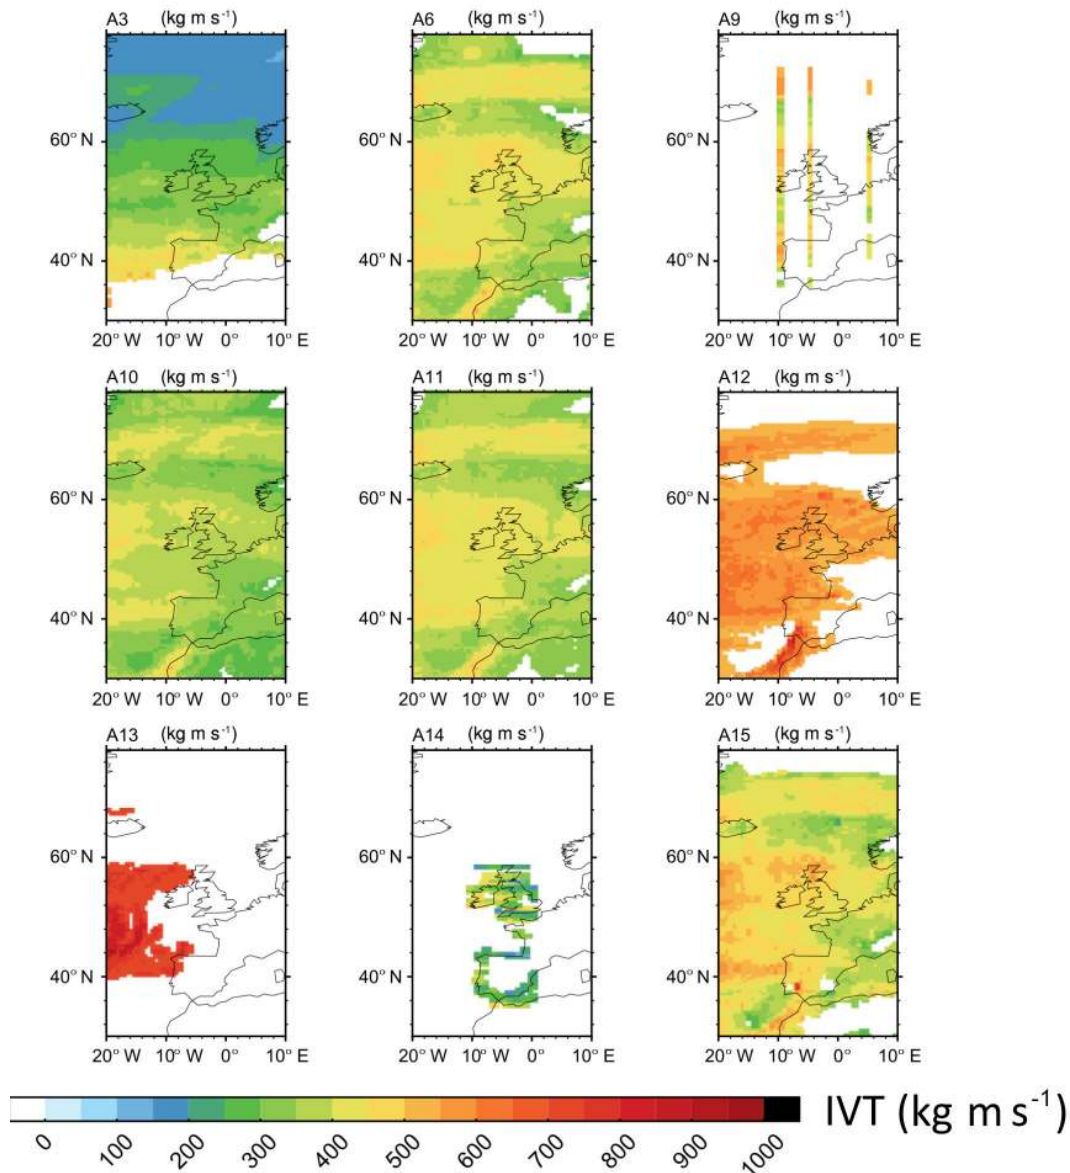 A3 (kg m s⁻¹) A6 (kg m s⁻¹) A9 (kg m s⁻¹)
60° N 60° N 60° N
40° N 40° N 40° N
20° W 10° W 0° 10° E 20° W 10° W 0° 10° E 20° W 10° W 0° 10° E
A10 (kg m s⁻¹) A11 (kg m s⁻¹) A12 (kg m s⁻¹)
60° N 60° N 60° N
40° N 40° N 40° N
20° W 10° W 0° 10° E 20° W 10° W 0° 10° E 20° W 10° W 0° 10° E
A13 (kg m s⁻¹) A14 (kg m s⁻¹) A15 (kg m s⁻¹)
60° N 60° N 60° N
40° N 40° N 40° N
20° W 10° W 0° 10° E 20° W 10° W 0° 10° E 20° W 10° W 0° 10° E
IVT (kg m s⁻¹)
0 100 200 300 400 500 600 700 800 900 1000